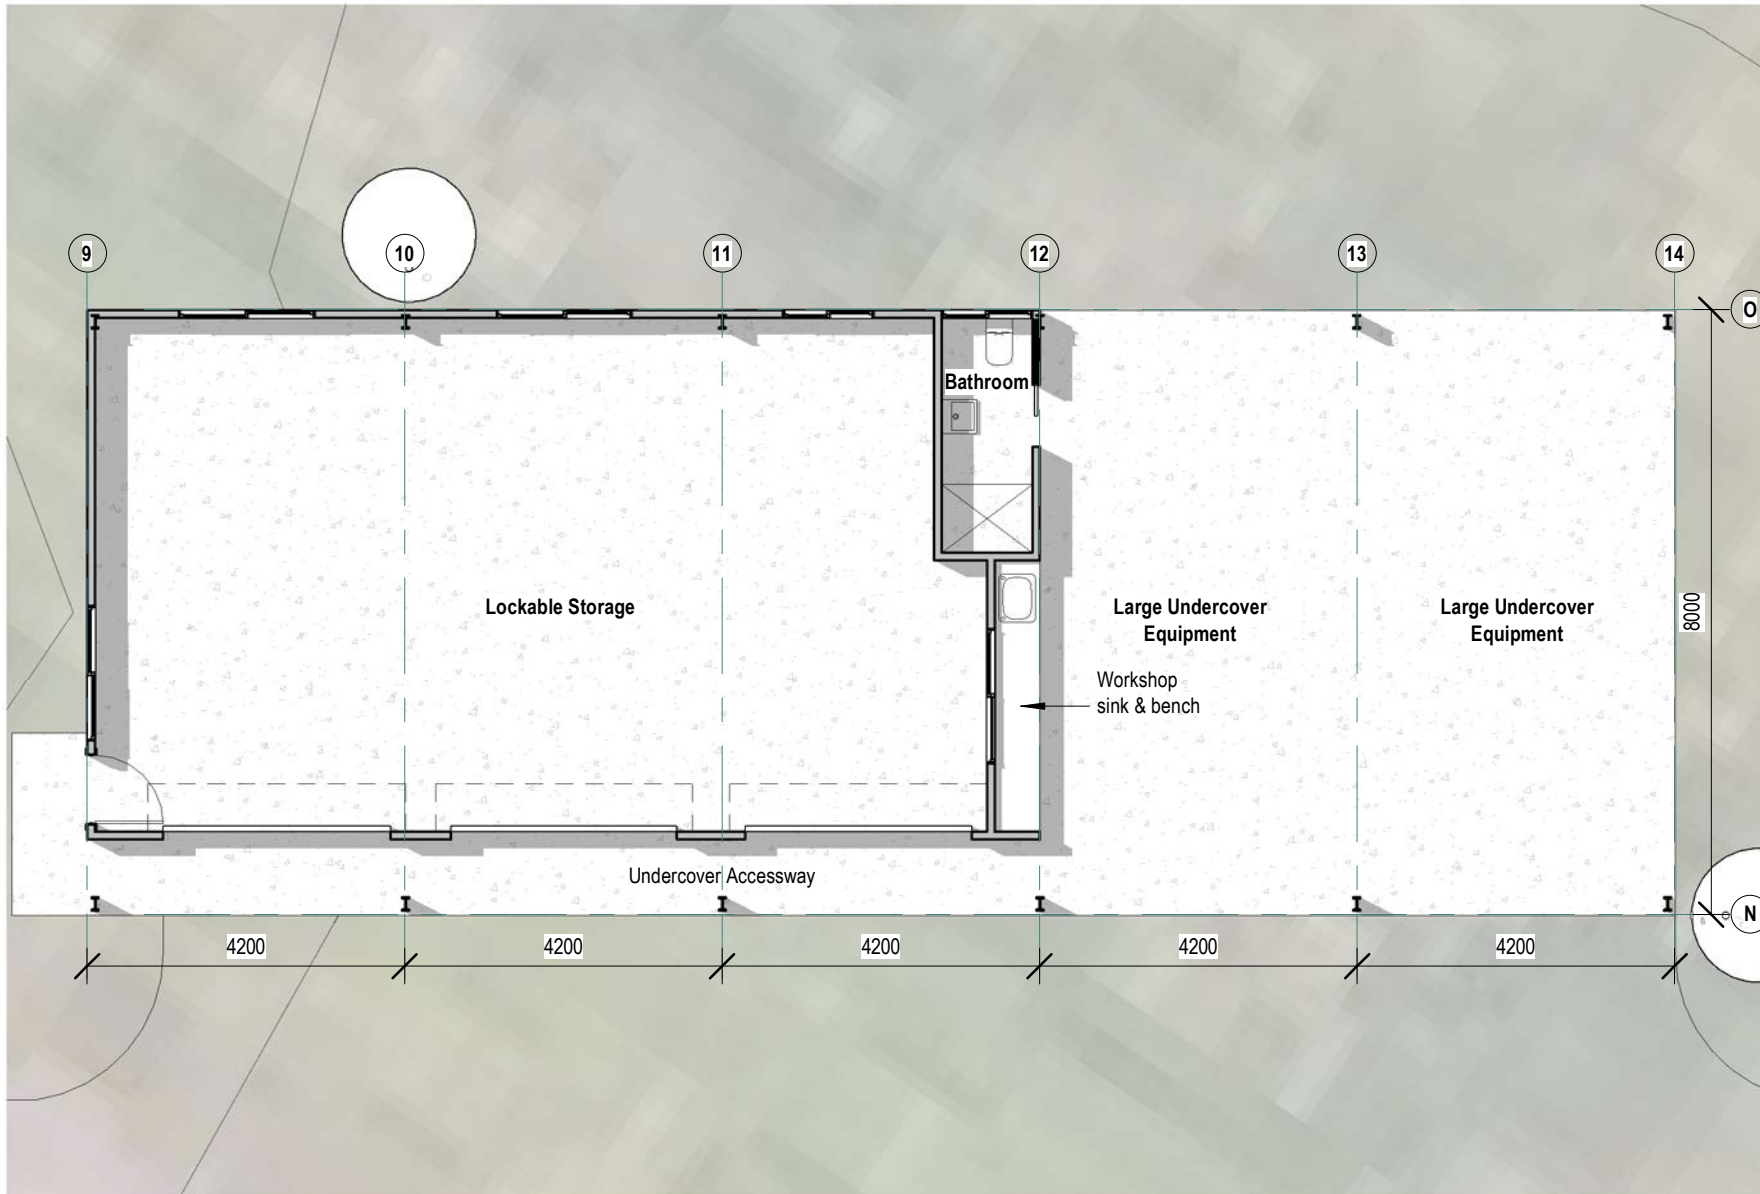 9
10
11
12
13
14
O
Bathroom
Lockable Storage
Large Undercover
Equipment
Large Undercover
Equipment
8000
Workshop
sink & bench
Undercover Accessway
N
4200
4200
4200
4200
4200